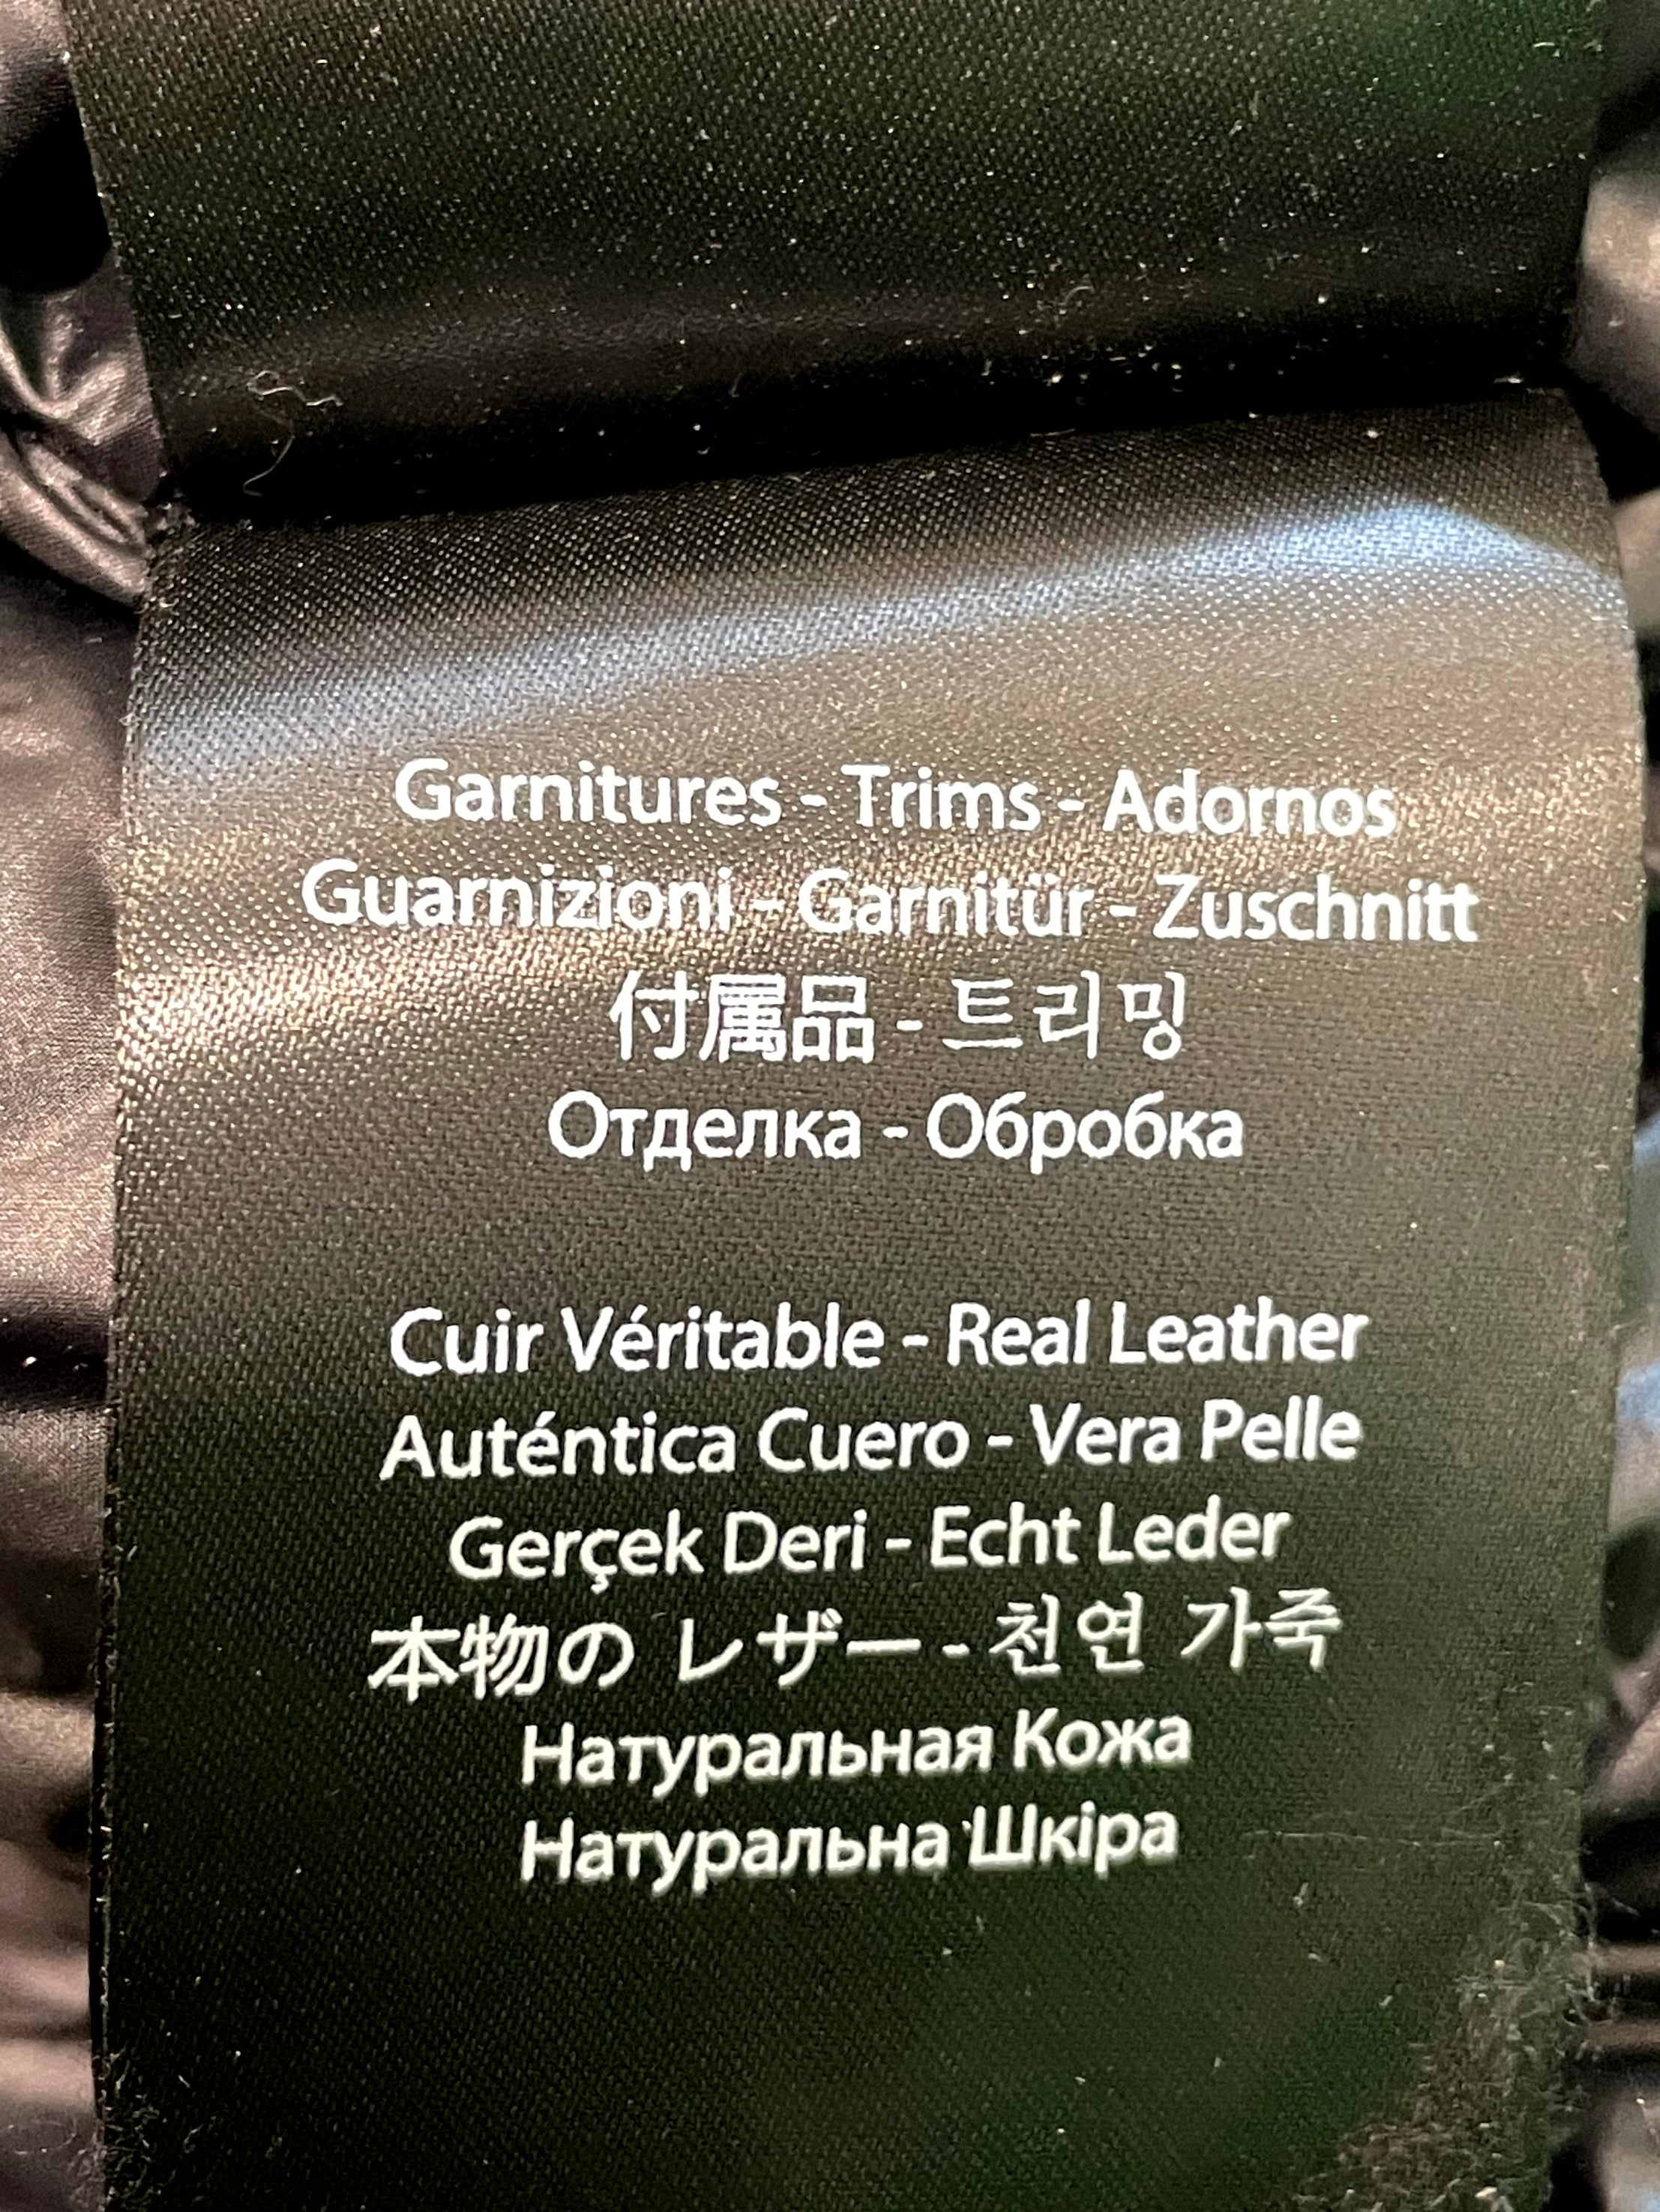 Garnitures - Trims - Adornos
Guarnizioni - Garnitür - Zuschnitt
付属品 - 트리밍
Отделка - Обробка
Cuir Véritable - Real Leather
Auténtica Cuero - Vera Pelle
Gerçek Deri - Echt Leder
本物の レザー - 천연 가죽
Натуральная Кожа
Натуральна Шкіра